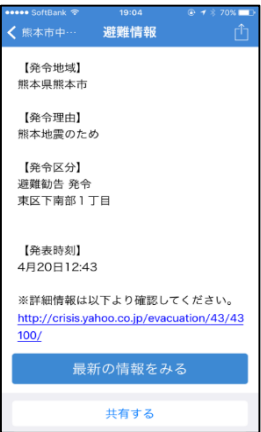 SoftBank 19:04 70%
熊本市中… 避難情報
【発令地域】
熊本県熊本市
【発令理由】
熊本地震のため
【発令区分】
避難勧告 発令
東区下南部１丁目
【発表時刻】
4月20日12:43
※詳細情報は以下より確認してください。
http://crisis.yahoo.co.jp/evacuation/43/43
100/
最新の情報をみる
共有する